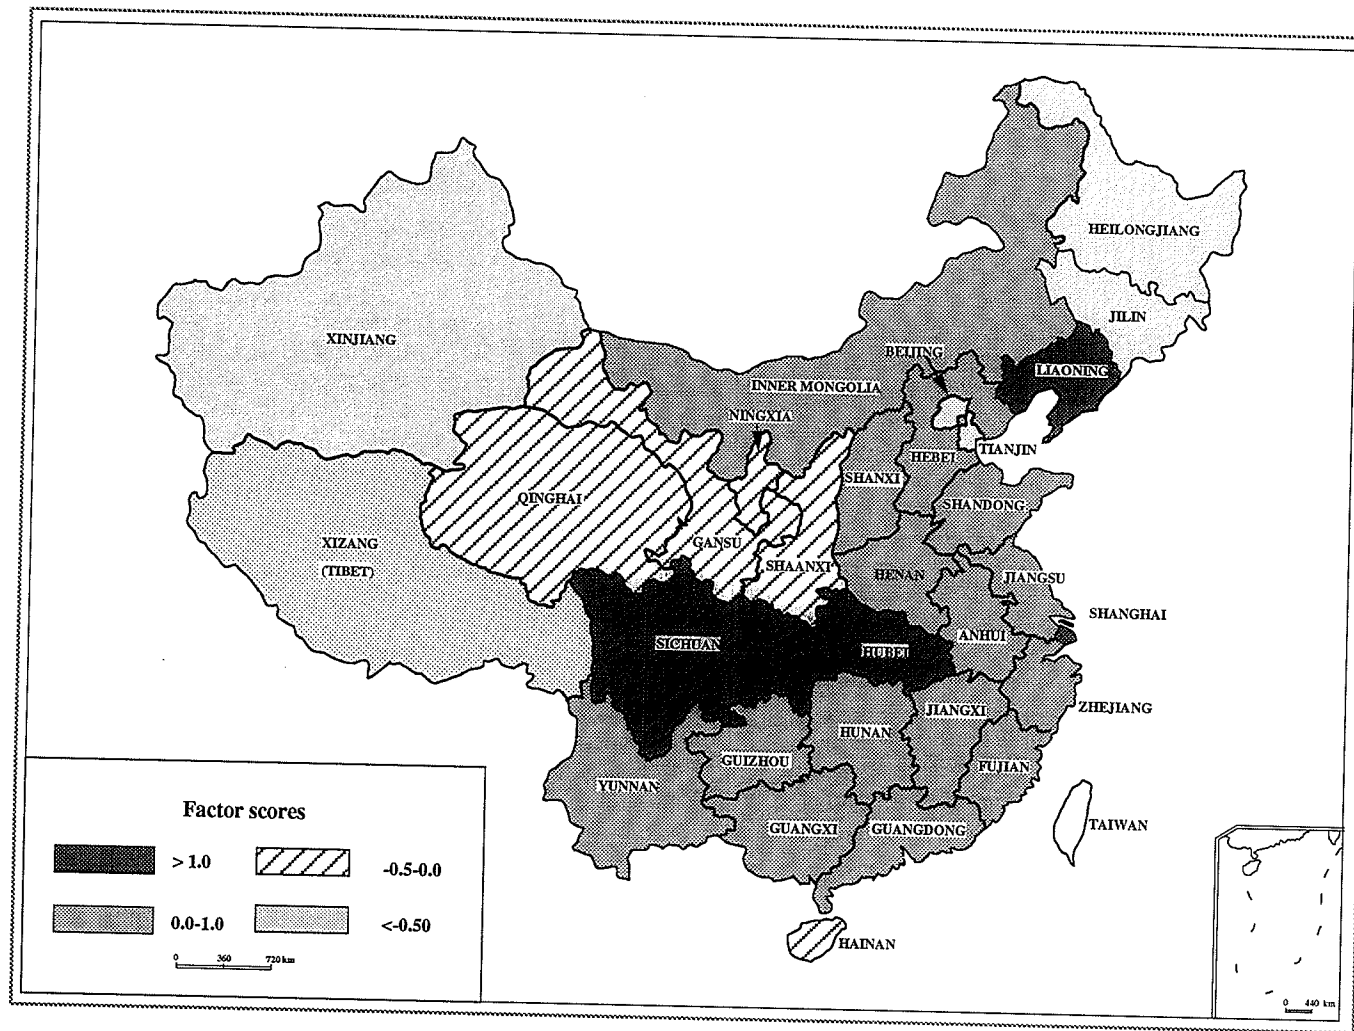 HEILONGJIANG
JILIN
XINJIANG
BEIJING
LIAONING
INNER MONGOLIA
NINGXIA
TIANJIN
HEBEI
SHANXI
QINGHAI
SHANDONG
GANSU
XIZANG
(TIBET)
SHAANXI
HENAN
JIANGSU
SHANGHAI
ANHUI
SICHUAN
HUBEI
ZHEJIANG
JIANGXI
HUNAN
GUIZHOU
FUJIAN
YUNNAN
TAIWAN
GUANGXI
GUANGDONG
HAINAN
Factor scores
> 1.0
-0.5-0.0
0.0-1.0
<-0.50
0 360 720 km
0 440 km